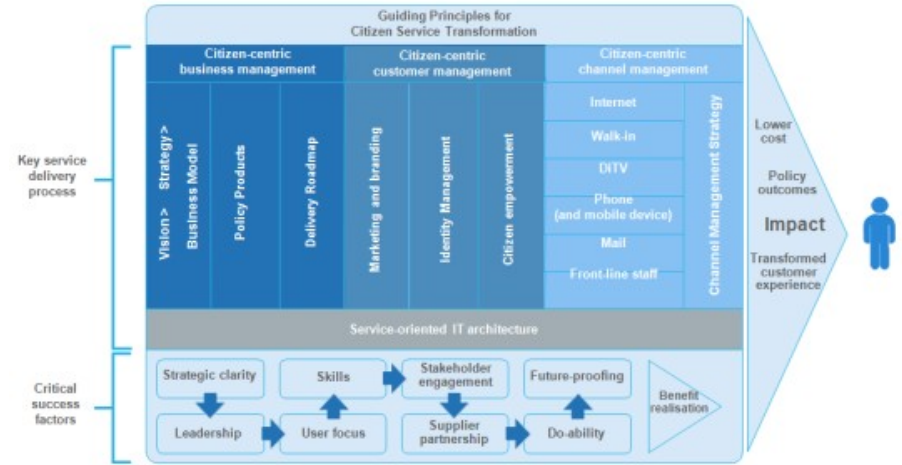 Guiding Principles for
Citizen Service Transformation
Citizen-centric
business management
Citizen-centric
customer management
Citizen-centric
channel management
Key service
delivery
process
Vision > Strategy >
Business Model
Policy Products
Delivery Roadmap
Marketing and branding
Identity Management
Citizen empowerment
Internet
Walk-in
DiTV
Phone
(and mobile device)
Mail
Front-line staff
Channel Management Strategy
Service-oriented IT architecture
Lower
cost
Policy
outcomes
Impact
Transformed
customer
experience
Critical
success
factors
Strategic clarity
Skills
Stakeholder
engagement
Future-proofing
Leadership
User focus
Supplier
partnership
Do-ability
Benefit
realisation